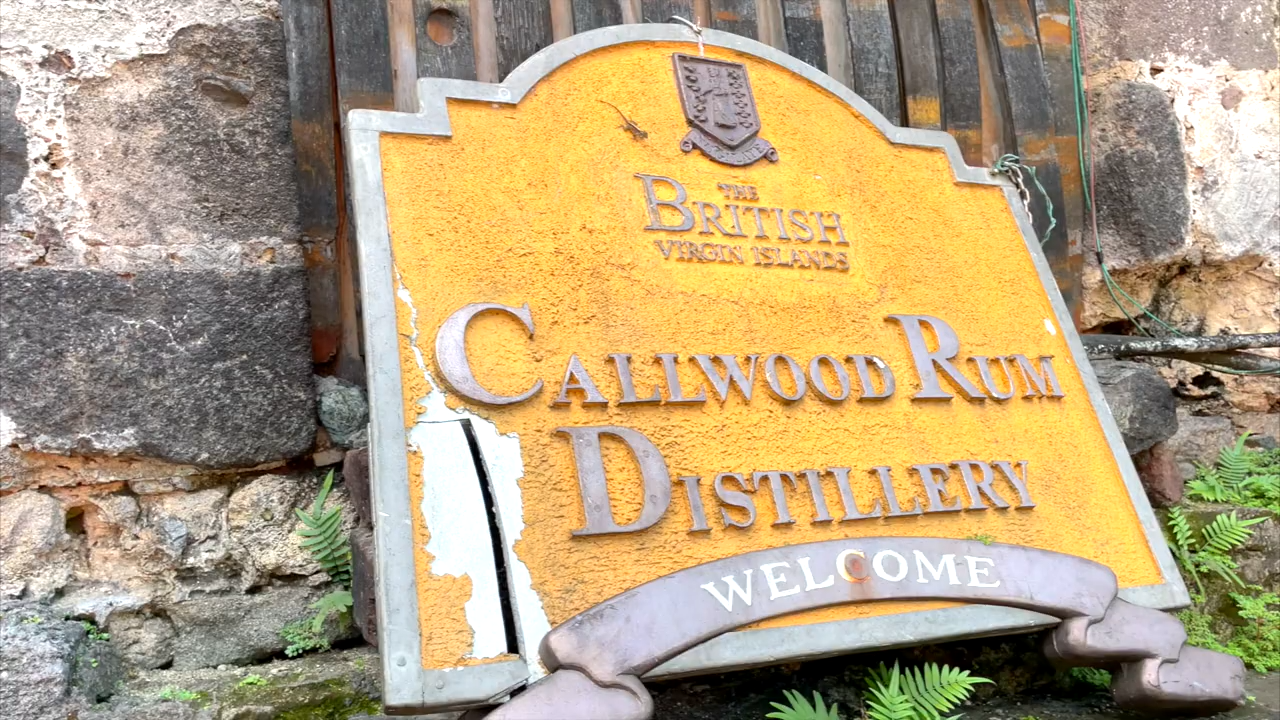 THE
BRITISH
VIRGIN ISLANDS
CALLWOOD RUM
DISTILLERY
WELCOME